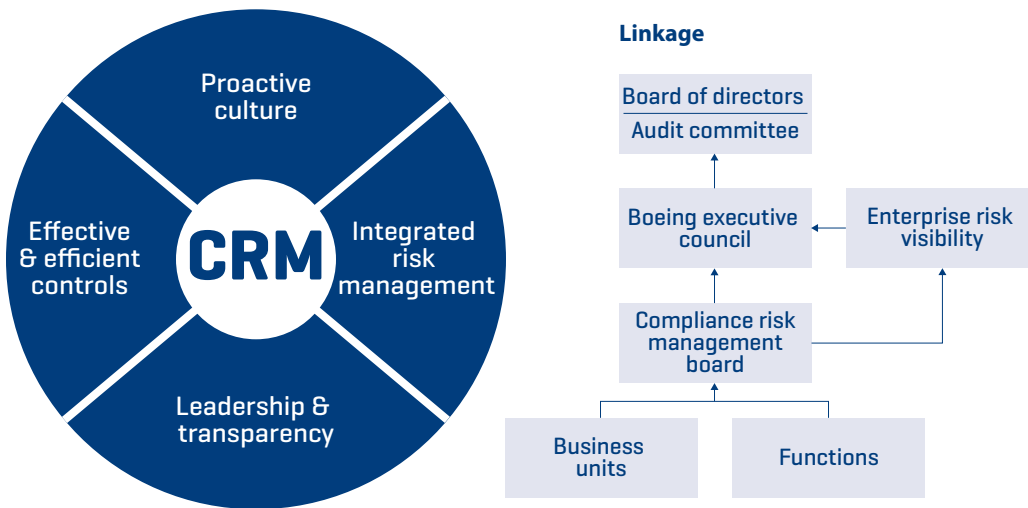 Proactive
culture
Effective
& efficient
controls
CRM
Integrated
risk
management
Leadership &
transparency
Linkage
Board of directors
Audit committee
Boeing executive
council
Enterprise risk
visibility
Compliance risk
management
board
Business
units
Functions